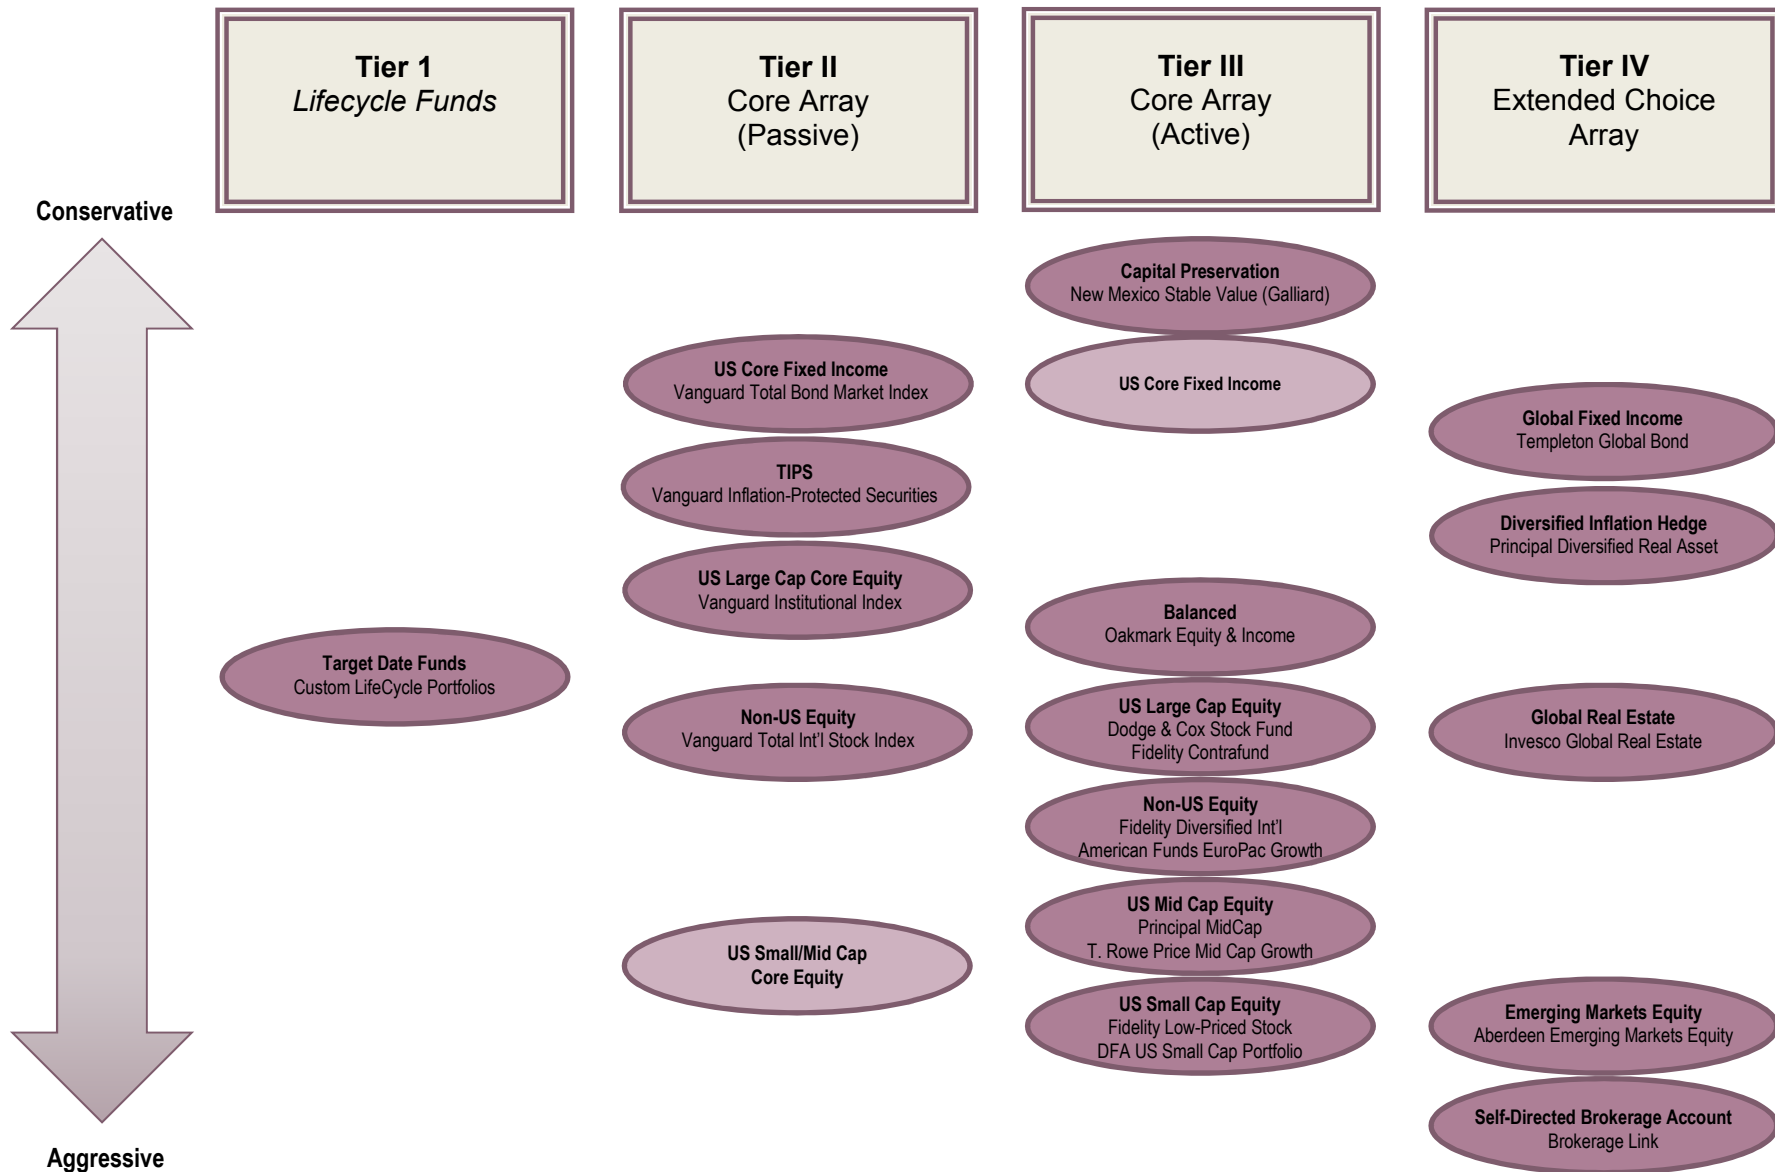 Tier 1
Lifecycle Funds
Tier II
Core Array
(Passive)
Tier III
Core Array
(Active)
Tier IV
Extended Choice
Array
Conservative
Aggressive
Target Date Funds
Custom LifeCycle Portfolios
US Core Fixed Income
Vanguard Total Bond Market Index
TIPS
Vanguard Inflation-Protected Securities
US Large Cap Core Equity
Vanguard Institutional Index
Non-US Equity
Vanguard Total Int'l Stock Index
US Small/Mid Cap
Core Equity
Capital Preservation
New Mexico Stable Value (Galliard)
US Core Fixed Income
Balanced
Oakmark Equity & Income
US Large Cap Equity
Dodge & Cox Stock Fund
Fidelity Contrafund
Non-US Equity
Fidelity Diversified Int'l
American Funds EuroPac Growth
US Mid Cap Equity
Principal MidCap
T. Rowe Price Mid Cap Growth
US Small Cap Equity
Fidelity Low-Priced Stock
DFA US Small Cap Portfolio
Global Fixed Income
Templeton Global Bond
Diversified Inflation Hedge
Principal Diversified Real Asset
Global Real Estate
Invesco Global Real Estate
Emerging Markets Equity
Aberdeen Emerging Markets Equity
Self-Directed Brokerage Account
Brokerage Link